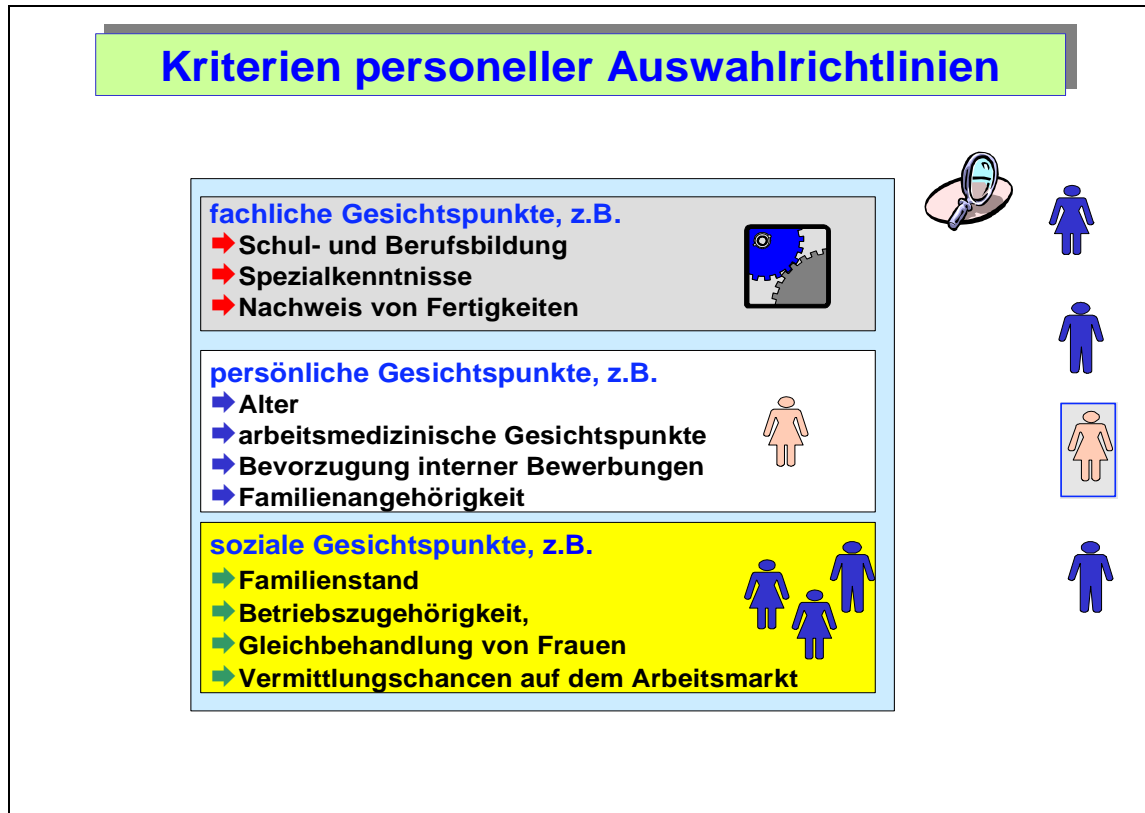 Kriterien personeller Auswahlrichtlinien
fachliche Gesichtspunkte, z.B.
Schul- und Berufsbildung
Spezialkenntnisse
Nachweis von Fertigkeiten
persönliche Gesichtspunkte, z.B.
Alter
arbeitsmedizinische Gesichtspunkte
Bevorzugung interner Bewerbungen
Familienangehörigkeit
soziale Gesichtspunkte, z.B.
Familienstand
Betriebszugehörigkeit,
Gleichbehandlung von Frauen
Vermittlungschancen auf dem Arbeitsmarkt